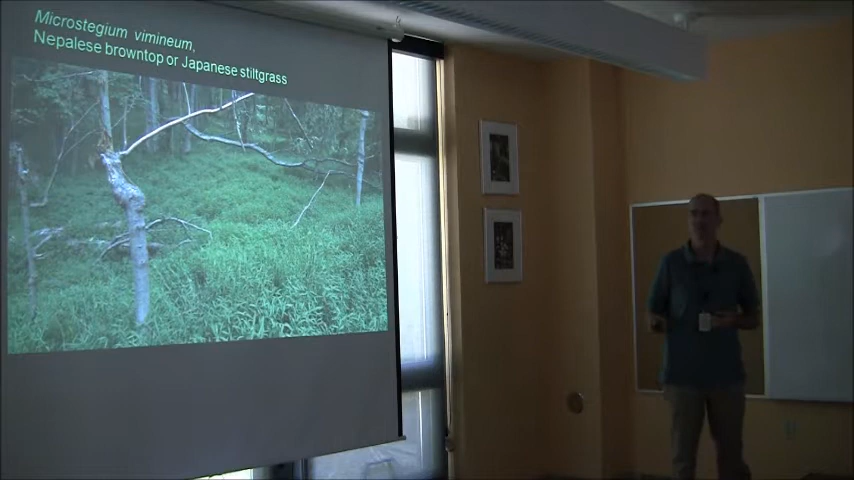 Microstegium vimineum,
Nepalese browntop or Japanese stiltgrass